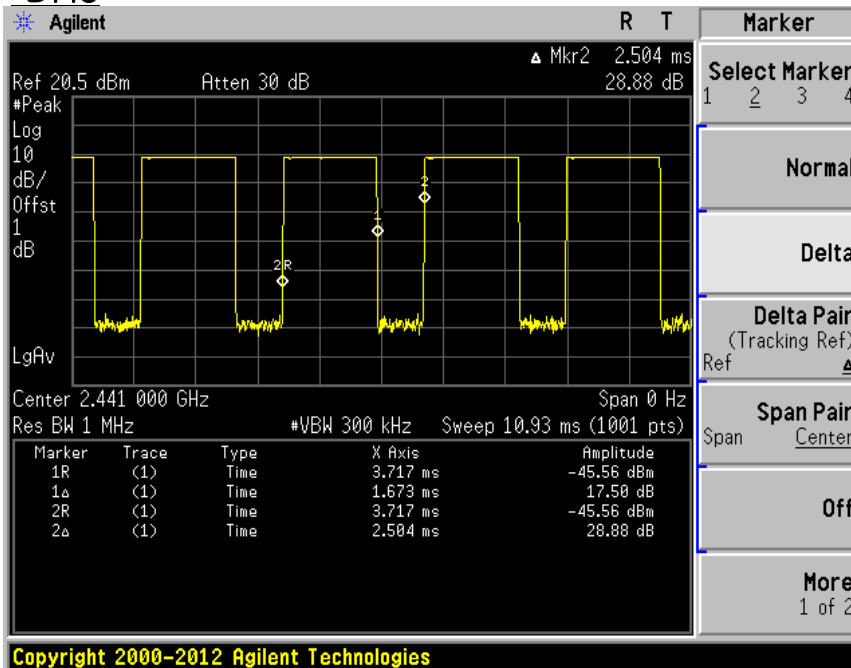 Agilent R T
Marker
Δ Mkr2 2.504 ms
Ref 20.5 dBm Atten 30 dB 28.88 dB
#Peak
Log
10
dB/
Offst
1
dB
2
1
2R
LgAv
Center 2.441 000 GHz Span 0 Hz
Res BW 1 MHz #VBW 300 kHz Sweep 10.93 ms (1001 pts)
Marker Trace Type X Axis Amplitude
1R (1) Time 3.717 ms -45.56 dBm
1Δ (1) Time 1.673 ms 17.50 dB
2R (1) Time 3.717 ms -45.56 dBm
2Δ (1) Time 2.504 ms 28.88 dB
Select Marker
1 2 3 4
Normal
Delta
Delta Pair
(Tracking Ref)
Ref Δ
Span Pair
Span Center
Off
More
1 of 2
Copyright 2000-2012 Agilent Technologies